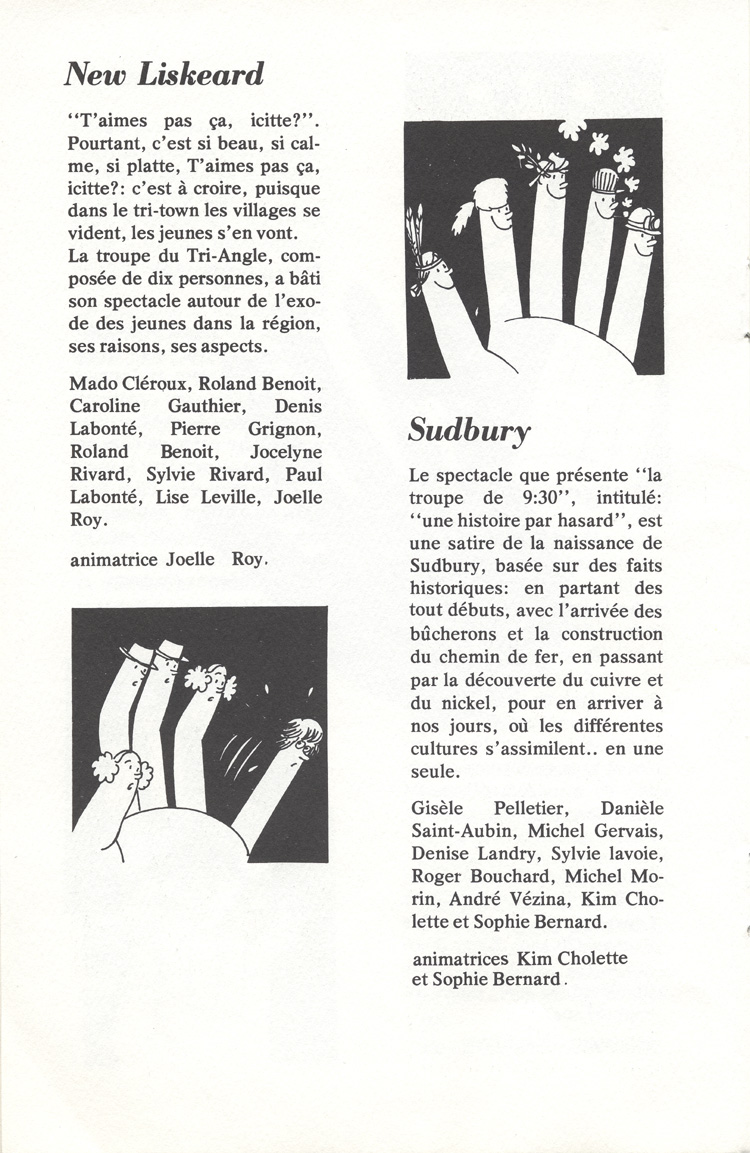 New Liskeard
“T’aimes pas ça, icitte?”.
Pourtant, c’est si beau, si cal-
me, si platte, T’aimes pas ça,
icitte?: c’est à croire, puisque
dans le tri-town les villages se
vident, les jeunes s’en vont.
La troupe du Tri-Angle, com-
posée de dix personnes, a bâti
son spectacle autour de l’exo-
de des jeunes dans la région,
ses raisons, ses aspects.
Mado Cléroux, Roland Benoit,
Caroline Gauthier, Denis
Labonté, Pierre Grignon,
Roland Benoit, Jocelyne
Rivard, Sylvie Rivard, Paul
Labonté, Lise Leville, Joelle
Roy.
animatrice Joelle Roy.
Sudbury
Le spectacle que présente “la
troupe de 9:30”, intitulé:
“une histoire par hasard”, est
une satire de la naissance de
Sudbury, basée sur des faits
historiques: en partant des
tout débuts, avec l’arrivée des
bûcherons et la construction
du chemin de fer, en passant
par la découverte du cuivre et
du nickel, pour en arriver à
nos jours, où les différentes
cultures s’assimilent.. en une
seule.
Gisèle Pelletier, Danièle
Saint-Aubin, Michel Gervais,
Denise Landry, Sylvie lavoie,
Roger Bouchard, Michel Mo-
rin, André Vézina, Kim Cho-
lette et Sophie Bernard.
animatrices Kim Cholette
et Sophie Bernard.